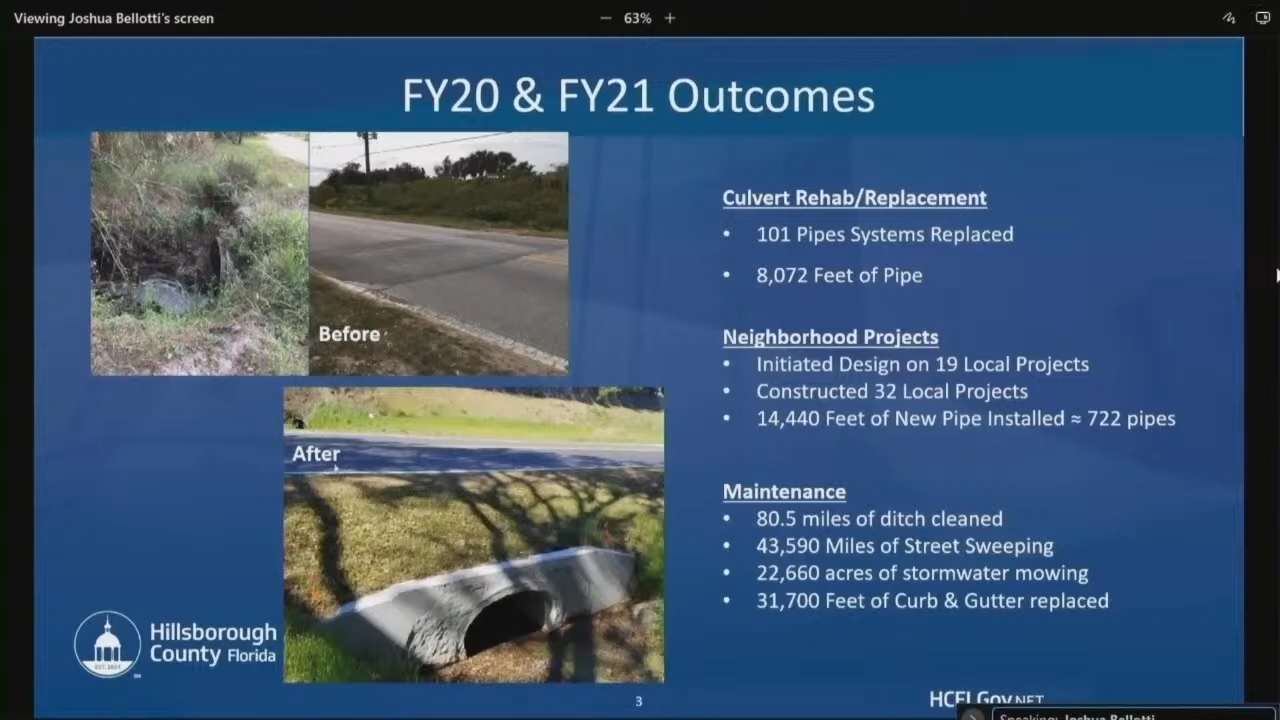 Viewing Joshua Bellotti's screen
63%
FY20 & FY21 Outcomes
Before
After
Culvert Rehab/Replacement
• 101 Pipes Systems Replaced
• 8,072 Feet of Pipe
Neighborhood Projects
• Initiated Design on 19 Local Projects
• Constructed 32 Local Projects
• 14,440 Feet of New Pipe Installed ≈ 722 pipes
Maintenance
• 80.5 miles of ditch cleaned
• 43,590 Miles of Street Sweeping
• 22,660 acres of stormwater mowing
• 31,700 Feet of Curb & Gutter replaced
Hillsborough
County Florida
3
HCFLGov.NET
Speaking: Joshua Bellotti